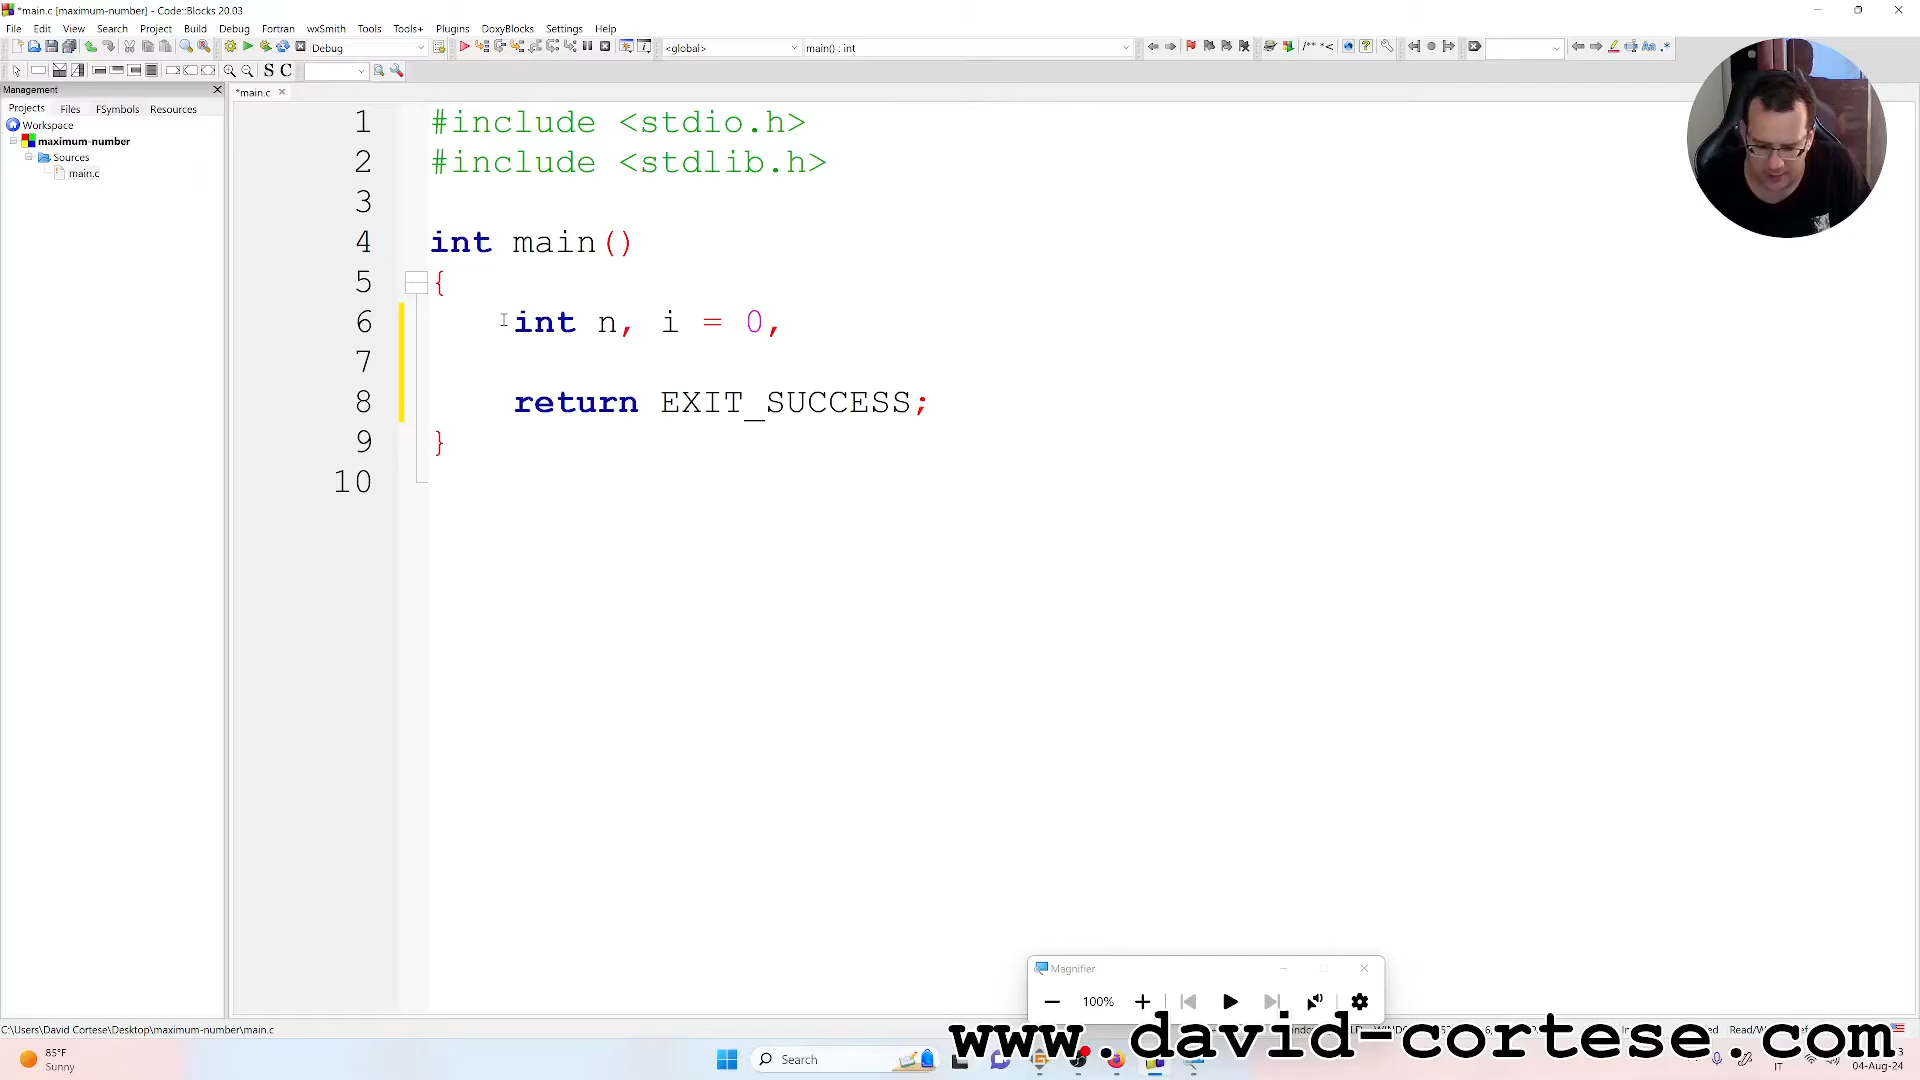 *main.c [maximum-number] - Code::Blocks 20.03
File Edit View Search Project Build Debug Fortran wxSmith Tools Tools+ Plugins DoxyBlocks Settings Help
Debug
<global>
main() : int
S C
Management
Projects Files FSymbols Resources
Workspace
maximum-number
Sources
main.c
*main.c
1 #include <stdio.h>
2 #include <stdlib.h>
3
4 int main()
5 {
6 int n, i = 0,
7
8 return EXIT_SUCCESS;
9 }
10
Magnifier
100%
C:\Users\David Cortese\Desktop\maximum-number\main.c
www.david-cortese.com
85°F
Sunny
Search
IT
04-Aug-24